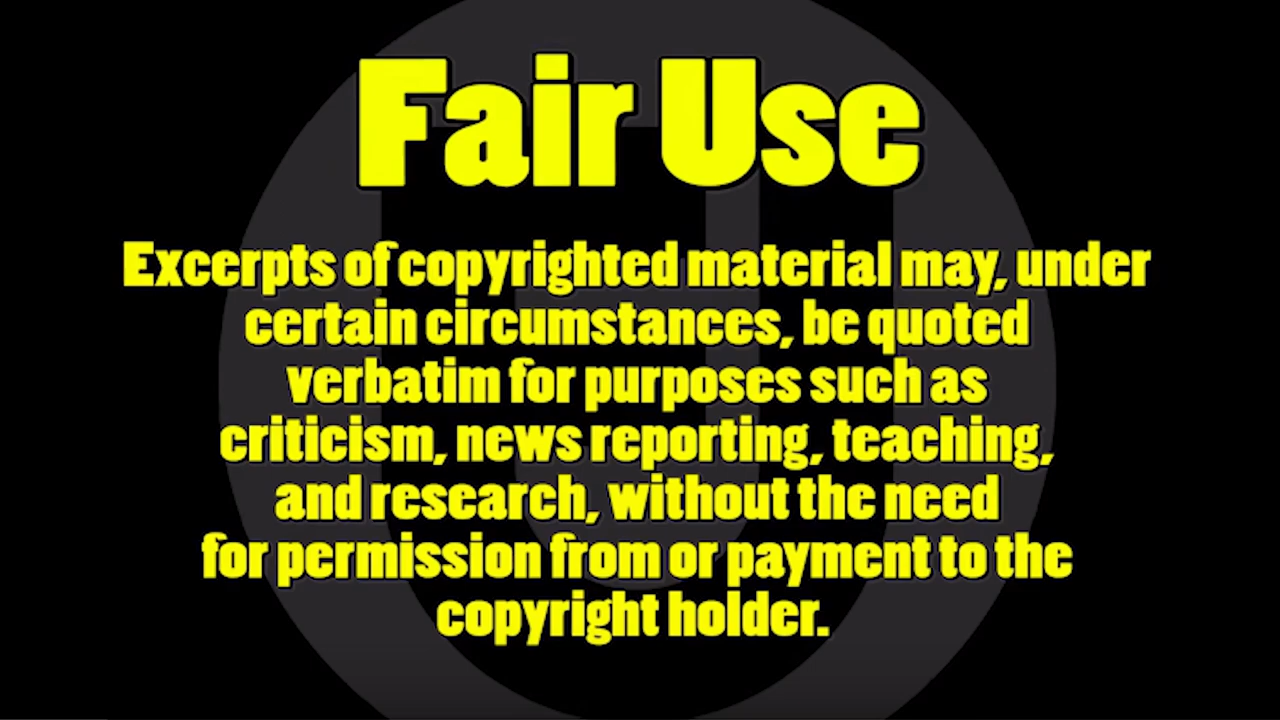 Fair Use
Excerpts of copyrighted material may, under
certain circumstances, be quoted
verbatim for purposes such as
criticism, news reporting, teaching,
and research, without the need
for permission from or payment to the
copyright holder.